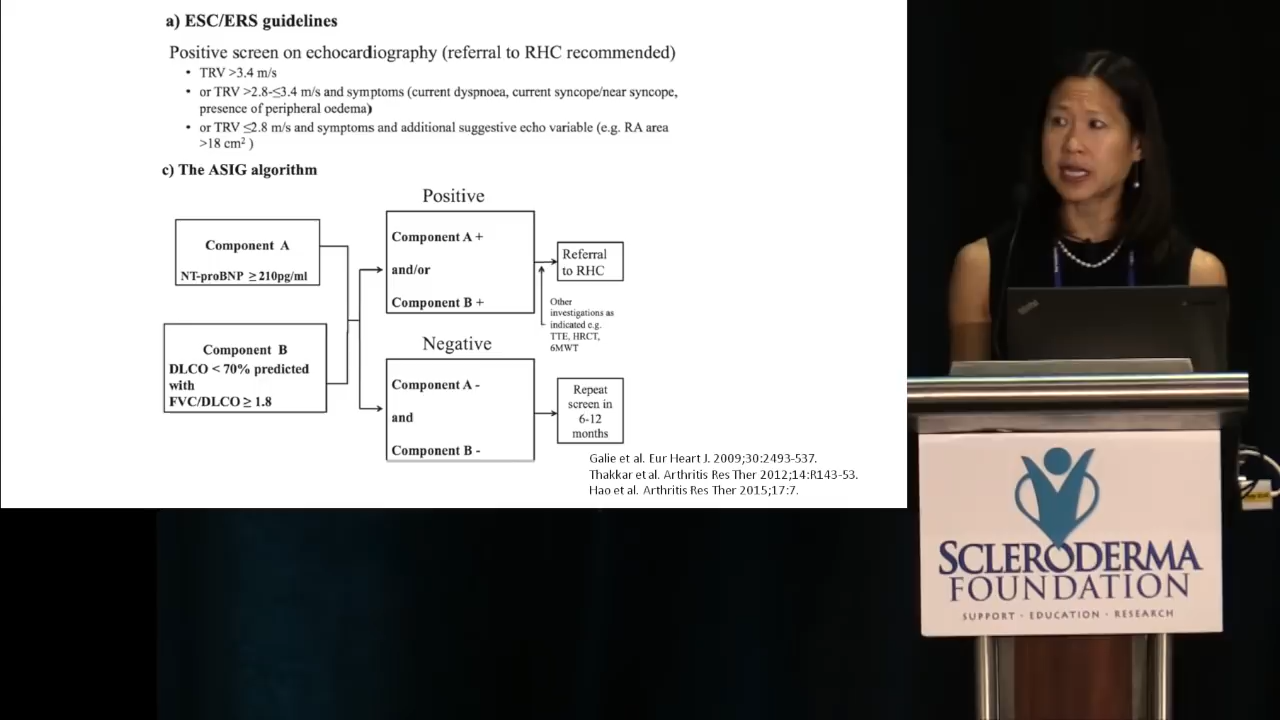 a) ESC/ERS guidelines
Positive screen on echocardiography (referral to RHC recommended)
• TRV >3.4 m/s
• or TRV >2.8-≤3.4 m/s and symptoms (current dyspnoea, current syncope/near syncope,
presence of peripheral oedema)
• or TRV ≤2.8 m/s and symptoms and additional suggestive echo variable (e.g. RA area
>18 cm² )
c) The ASIG algorithm
Component A
NT-proBNP ≥210pg/ml
Component B
DLCO < 70% predicted
with
FVC/DLCO ≥ 1.8
Positive
Component A +
and/or
Component B +
Negative
Component A -
and
Component B -
Referral
to RHC
Other
investigations as
indicated e.g.
TTE, HRCT,
6MWT
Repeat
screen in
6-12
months
Galie et al. Eur Heart J. 2009;30:2493-537.
Thakkar et al. Arthritis Res Ther 2012;14:R143-53.
Hao et al. Arthritis Res Ther 2015;17:7.
ThinkPad
SCLERODERMA
FOUNDATION
SUPPORT · EDUCATION · RESEARCH